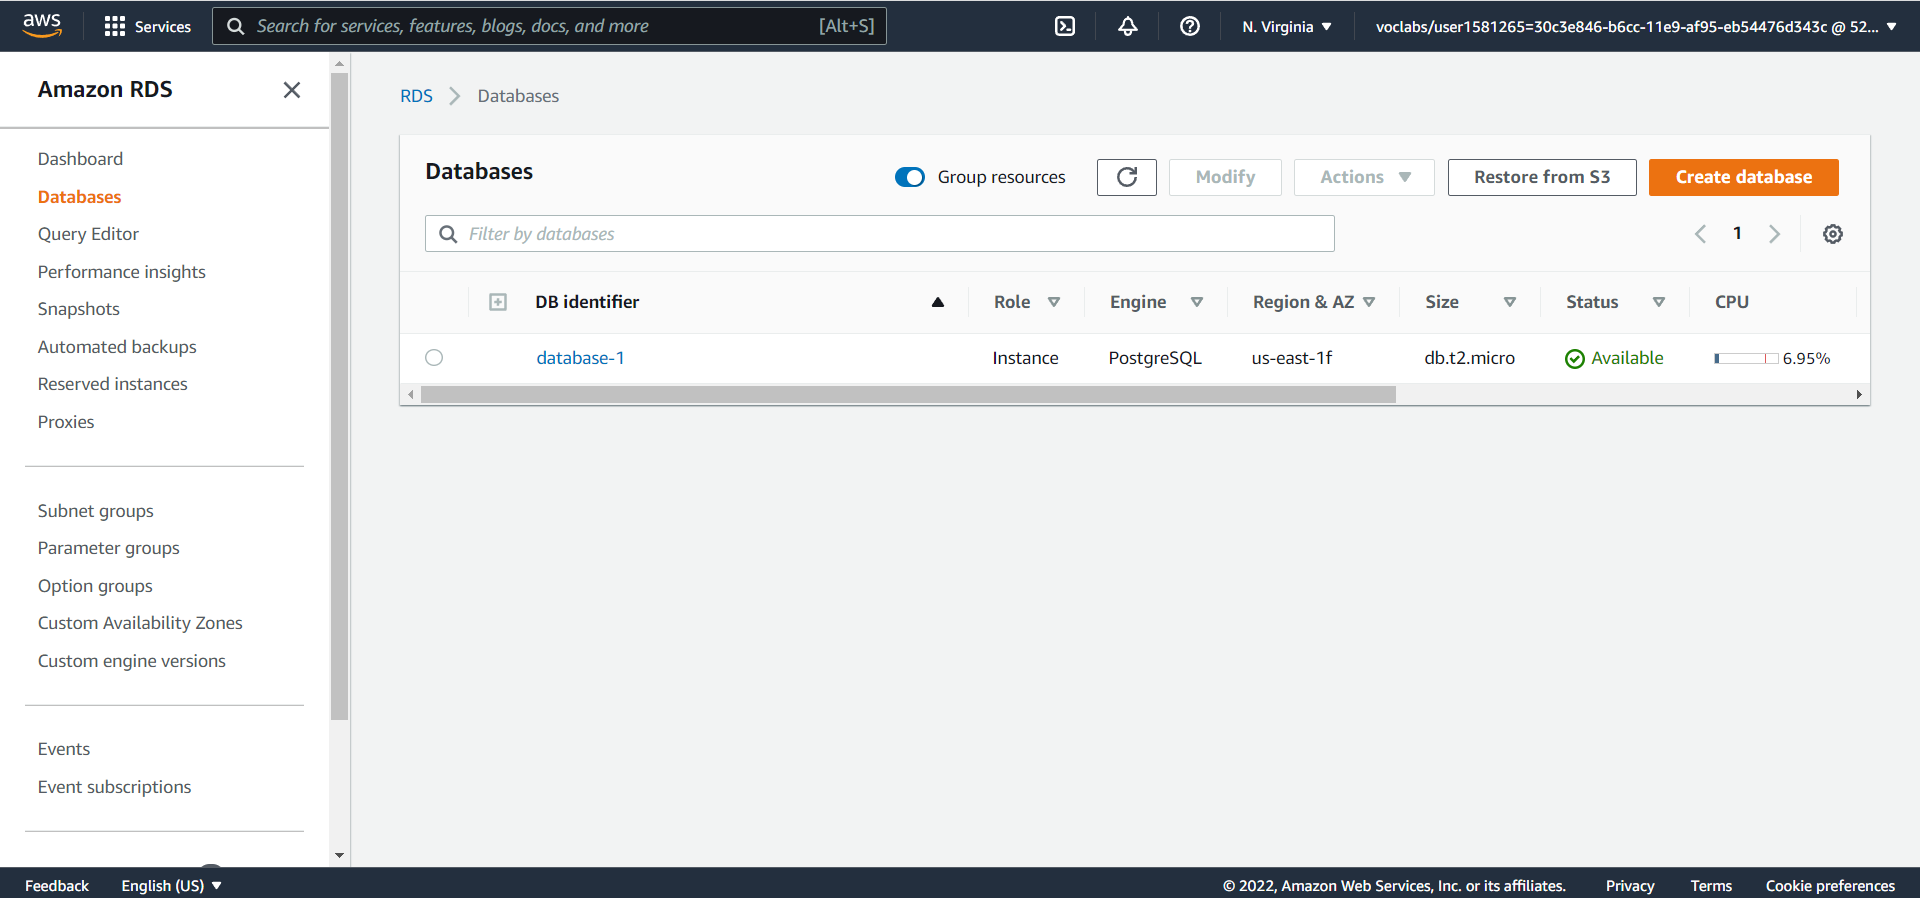 aws
Services
Search for services, features, blogs, docs, and more [Alt+S]
N. Virginia
voclabs/user1581265=30c3e846-b6cc-11e9-af95-eb54476d343c @ 52...
Amazon RDS
Dashboard
Databases
Query Editor
Performance insights
Snapshots
Automated backups
Reserved instances
Proxies
Subnet groups
Parameter groups
Option groups
Custom Availability Zones
Custom engine versions
Events
Event subscriptions
RDS Databases
Databases
Group resources
Modify
Actions
Restore from S3
Create database
Filter by databases
1
DB identifier Role Engine Region & AZ Size Status CPU
database-1 Instance PostgreSQL us-east-1f db.t2.micro Available 6.95%
Feedback English (US)
© 2022, Amazon Web Services, Inc. or its affiliates. Privacy Terms Cookie preferences